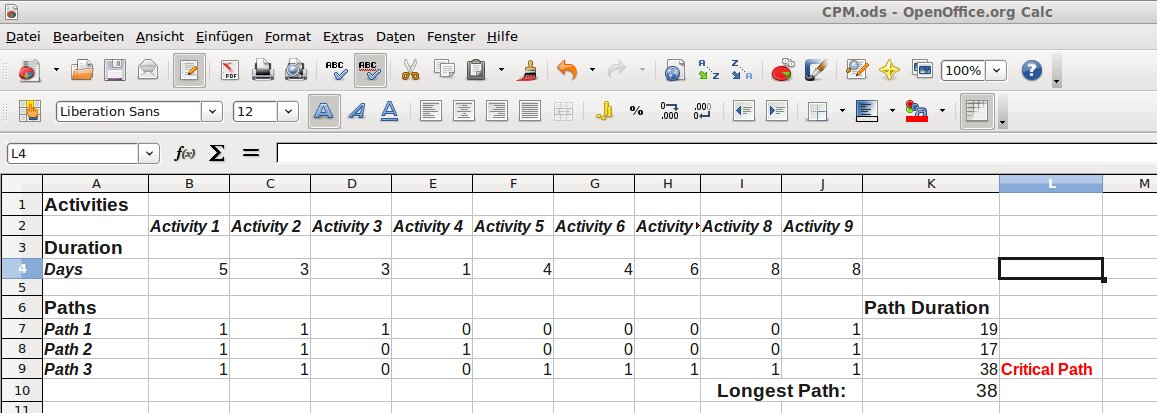 CPM.ods - OpenOffice.org Calc
Datei Bearbeiten Ansicht Einfügen Format Extras Daten Fenster Hilfe
PDF ABC ABC A Z Z A 100% ?
Liberation Sans 12 A A A % .000 .000
L4 f(x) Σ =
A B C D E F G H I J K L M
1 Activities
2 Activity 1 Activity 2 Activity 3 Activity 4 Activity 5 Activity 6 Activity Activity 8 Activity 9
3 Duration
4 Days 5 3 3 1 4 4 6 8 8
5
6 Paths Path Duration
7 Path 1 1 1 1 0 0 0 0 0 1 19
8 Path 2 1 1 0 1 0 0 0 0 1 17
9 Path 3 1 1 0 0 1 1 1 1 1 38 Critical Path
10 Longest Path: 38
11